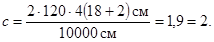 с = 2·120·4(18 + 2)см / 10000 см = 1,9 = 2.